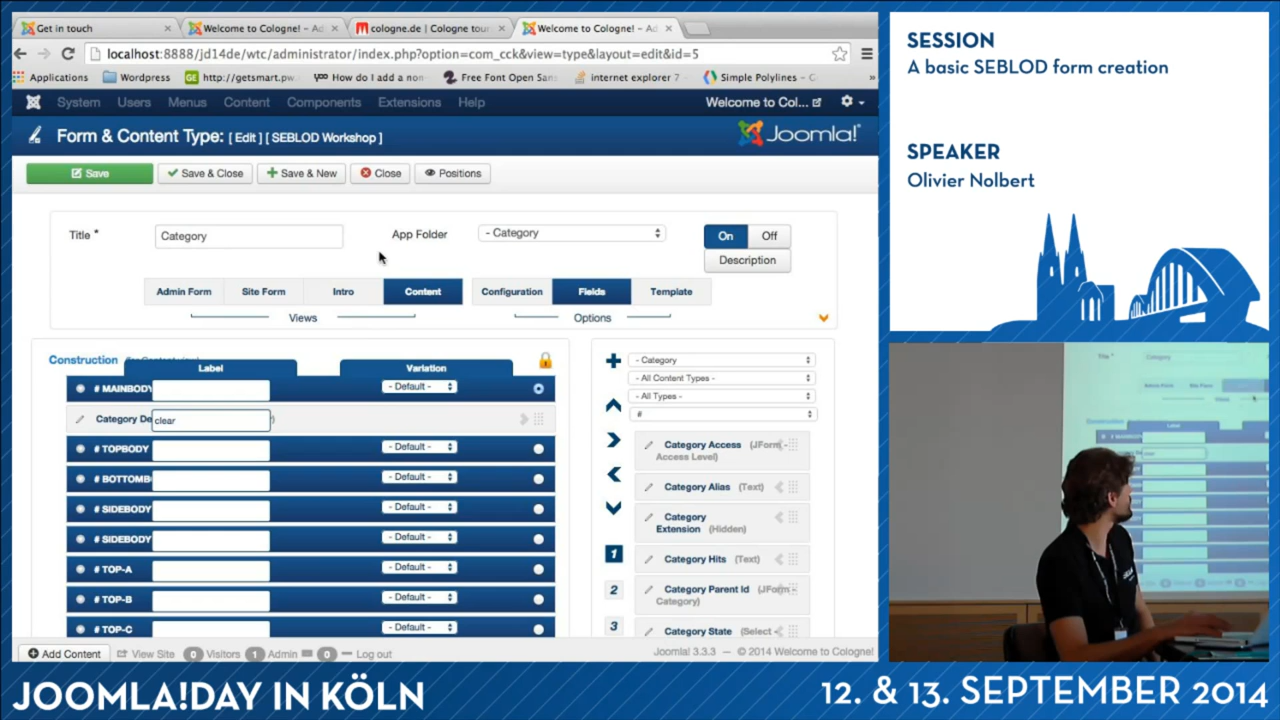 Get in touch
Welcome to Cologne! - Ad
cologne.de | Cologne tour
Welcome to Cologne! - Ad
localhost:8888/jd14de/wtc/administrator/index.php?option=com_cck&view=type&layout=edit&id=5
Applications
Wordpress
http://getsmart.pw
How do I add a non
Free Font Open Sans
internet explorer 7
Simple Polylines - G
System
Users
Menus
Content
Components
Extensions
Help
Welcome to Col...
Form & Content Type: [ Edit ] [ SEBLOD Workshop ]
Joomla!
Save
Save & Close
Save & New
Close
Positions
Title *
Category
App Folder
- Category
On
Off
Description
Admin Form
Site Form
Intro
Content
Configuration
Fields
Template
Views
Options
Construction
Label
Variation
# MAINBODY
- Default -
Category De
clear
# TOPBODY
- Default -
# BOTTOMB
- Default -
# SIDEBODY
- Default -
# SIDEBODY
- Default -
# TOP-A
- Default -
# TOP-B
- Default -
# TOP-C
- Default -
- Category
- All Content Types -
- All Types -
#
Category Access (JForm -
Access Level)
Category Alias (Text)
Category
Extension (Hidden)
Category Hits (Text)
Category Parent Id (JForm -
Category)
Category State (Select
1
2
3
Add Content
View Site
0 Visitors
1 Admin
0
Log out
Joomla! 3.3.3 — © 2014 Welcome to Cologne!
SESSION
A basic SEBLOD form creation
SPEAKER
Olivier Nolbert
JOOMLA!DAY IN KÖLN
12. & 13. SEPTEMBER 2014